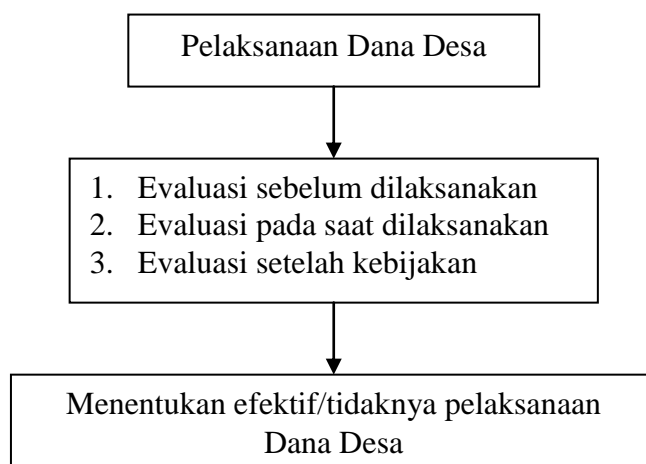 Pelaksanaan Dana Desa
1. Evaluasi sebelum dilaksanakan
2. Evaluasi pada saat dilaksanakan
3. Evaluasi setelah kebijakan
Menentukan efektif/tidaknya pelaksanaan
Dana Desa